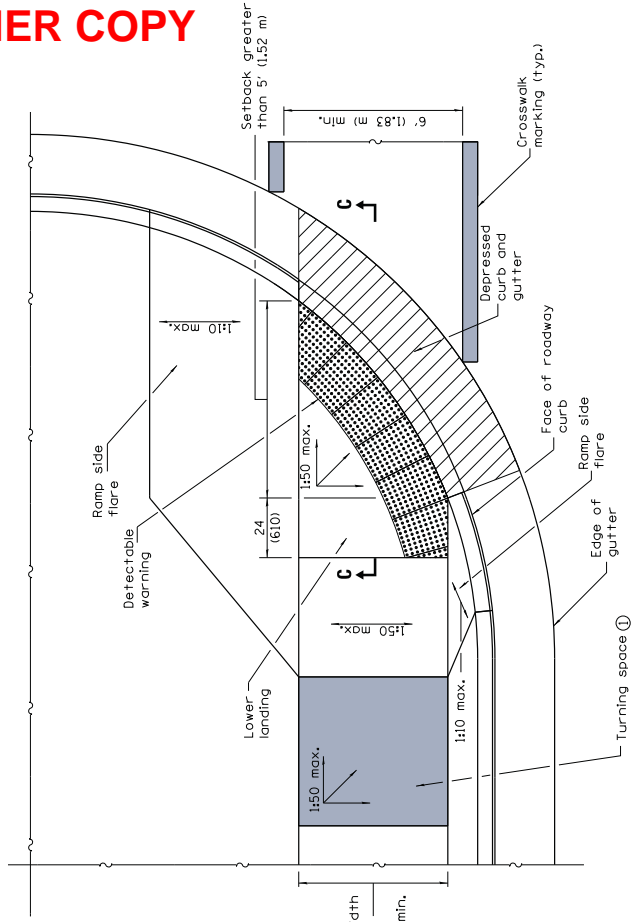 MER COPY
Setback greater
than 5' (1.52 m)
6' (1.83 m) min.
Crosswalk
marking (typ.)
C
Depressed
curb and
gutter
1:10 max.
Ramp side
flare
Detectable
warning
1:50 max.
Face of roadway
curb
Ramp side
flare
24
(610)
Edge of
gutter
C
1:50 max.
Lower
landing
1:10 max.
1:50 max.
Turning space ①
dth
min.